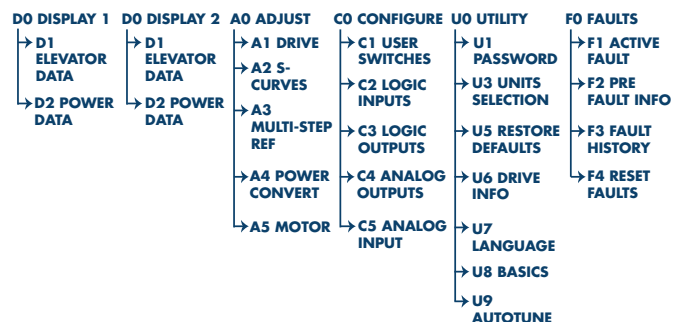 D0 DISPLAY 1
D1
ELEVATOR
DATA
D2 POWER
DATA
D0 DISPLAY 2
D1
ELEVATOR
DATA
D2 POWER
DATA
A0 ADJUST
A1 DRIVE
A2 S-
CURVES
A3
MULTI-STEP
REF
A4 POWER
CONVERT
A5 MOTOR
C0 CONFIGURE
C1 USER
SWITCHES
C2 LOGIC
INPUTS
C3 LOGIC
OUTPUTS
C4 ANALOG
OUTPUTS
C5 ANALOG
INPUT
U0 UTILITY
U1
PASSWORD
U3 UNITS
SELECTION
U5 RESTORE
DEFAULTS
U6 DRIVE
INFO
U7
LANGUAGE
U8 BASICS
U9
AUTOTUNE
F0 FAULTS
F1 ACTIVE
FAULT
F2 PRE
FAULT INFO
F3 FAULT
HISTORY
F4 RESET
FAULTS